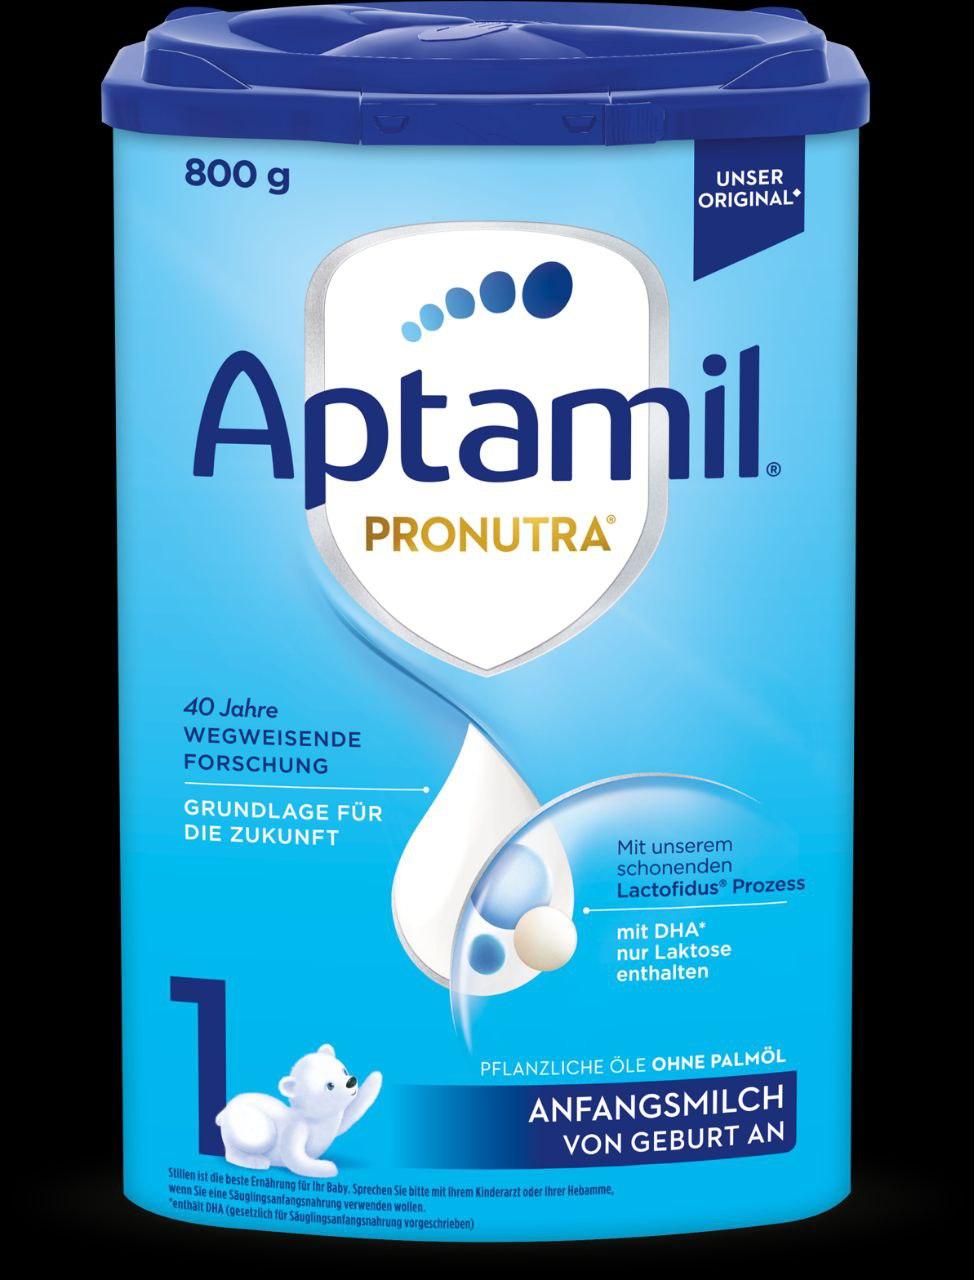 800 g
UNSER
ORIGINAL◆
Aptamil®
PRONUTRA®
40 Jahre
WEGWEISENDE
FORSCHUNG
GRUNDLAGE FÜR
DIE ZUKUNFT
Mit unserem
schonenden
Lactofidus® Prozess
mit DHA*
nur Laktose
enthalten
1
PFLANZLICHE ÖLE OHNE PALMÖL
ANFANGSMILCH
VON GEBURT AN
Stillen ist die beste Ernährung für Ihr Baby. Sprechen Sie bitte mit Ihrem Kinderarzt oder Ihrer Hebamme,
wenn Sie eine Säuglingsanfangsnahrung verwenden wollen.
*enthält DHA (gesetzlich für Säuglingsanfangsnahrung vorgeschrieben)